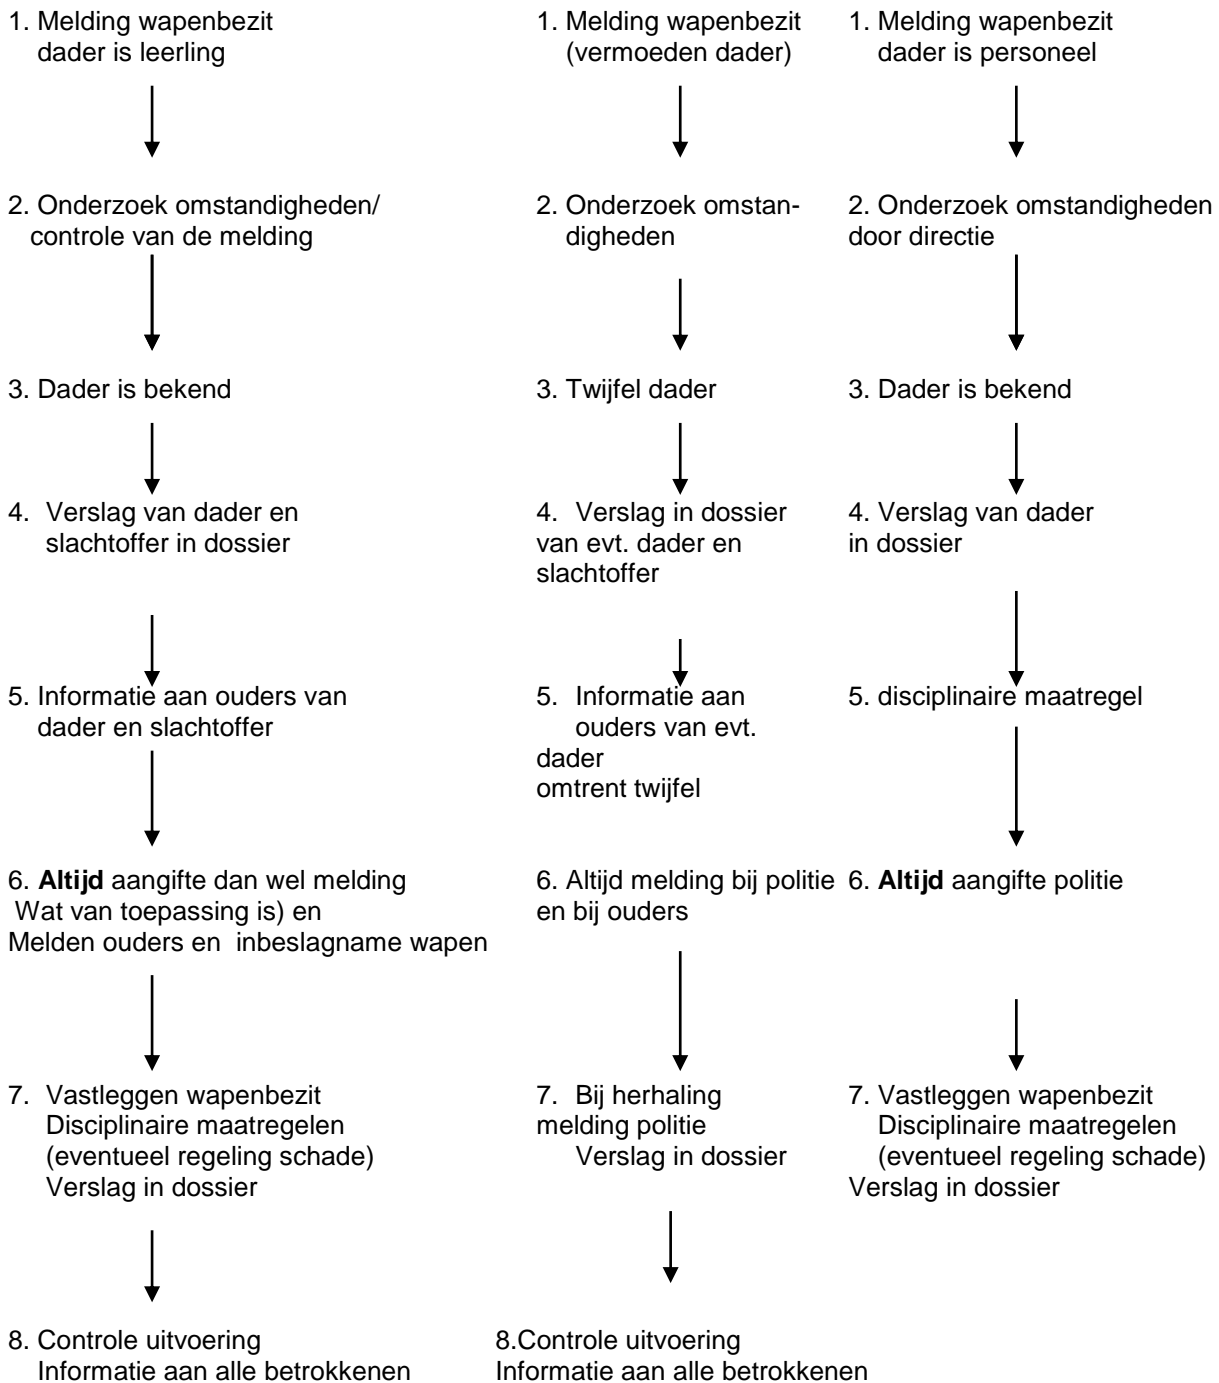 1. Melding wapenbezit
dader is leerling
2. Onderzoek omstandigheden/
controle van de melding
3. Dader is bekend
4. Verslag van dader en
slachtoffer in dossier
5. Informatie aan ouders van
dader en slachtoffer
6. Altijd aangifte dan wel melding
Wat van toepassing is) en
Melden ouders en inbeslagname wapen
7. Vastleggen wapenbezit
Disciplinaire maatregelen
(eventueel regeling schade)
Verslag in dossier
8. Controle uitvoering
Informatie aan alle betrokkenen
1. Melding wapenbezit
(vermoeden dader)
2. Onderzoek omstan-
digheden
3. Twijfel dader
4. Verslag in dossier
van evt. dader en
slachtoffer
5. Informatie aan
ouders van evt.
dader
omtrent twijfel
6. Altijd melding bij politie
en bij ouders
7. Bij herhaling
melding politie
Verslag in dossier
8.Controle uitvoering
Informatie aan alle betrokkenen
1. Melding wapenbezit
dader is personeel
2. Onderzoek omstandigheden
door directie
3. Dader is bekend
4. Verslag van dader
in dossier
5. disciplinaire maatregel
6. Altijd aangifte politie
7. Vastleggen wapenbezit
Disciplinaire maatregelen
(eventueel regeling schade)
Verslag in dossier